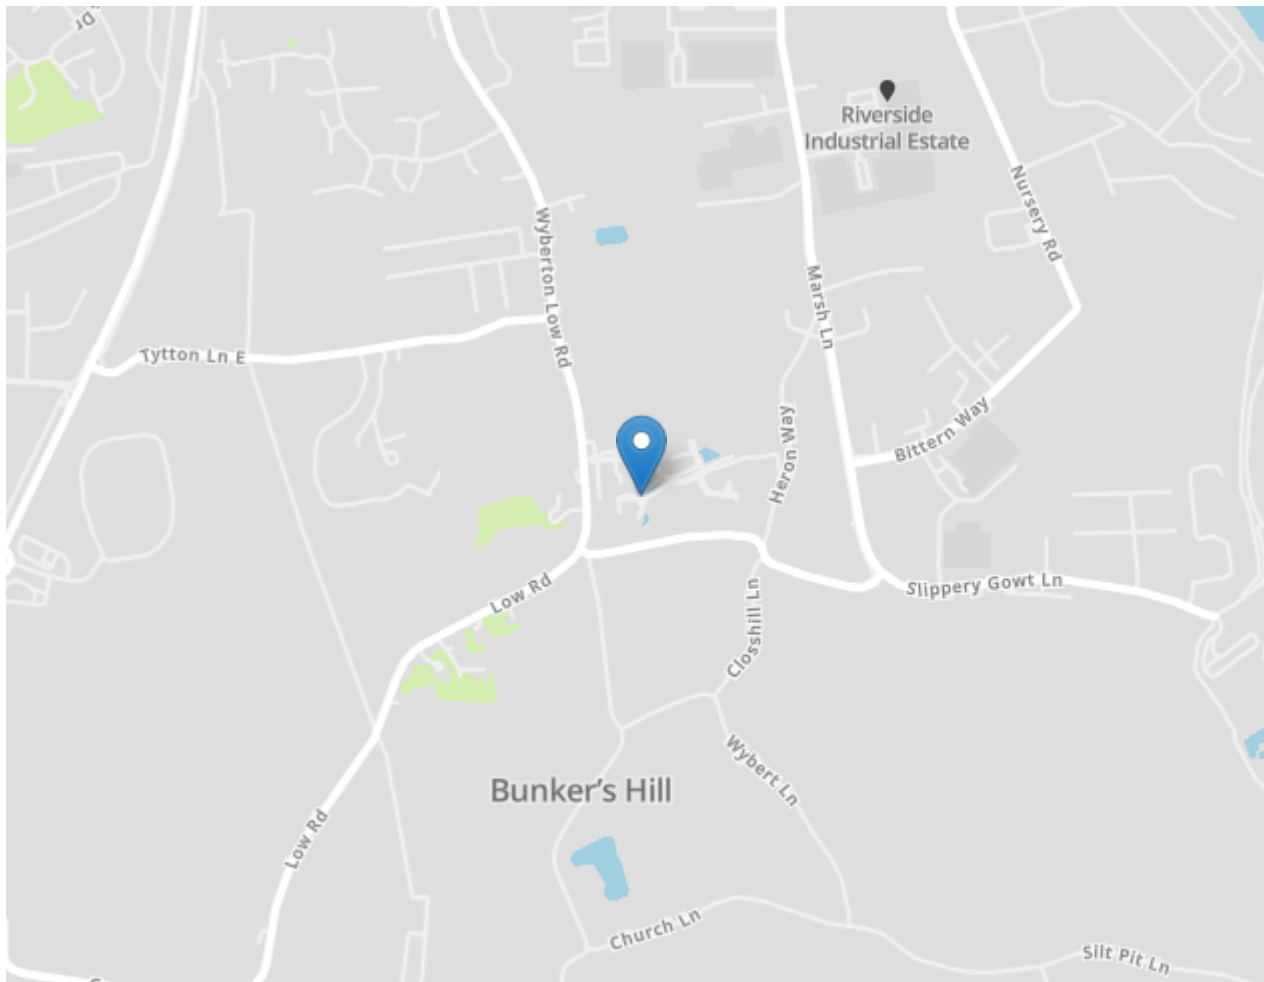 Dr
Riverside
Industrial Estate
Nursery Rd
Wyberton Low Rd
Marsh Ln
Tytton Ln E
Heron Way
Bittern Way
Low Rd
Slippery Gowt Ln
Closshill Ln
Wybert Ln
Bunker's Hill
Low Rd
Church Ln
Silt Pit Ln